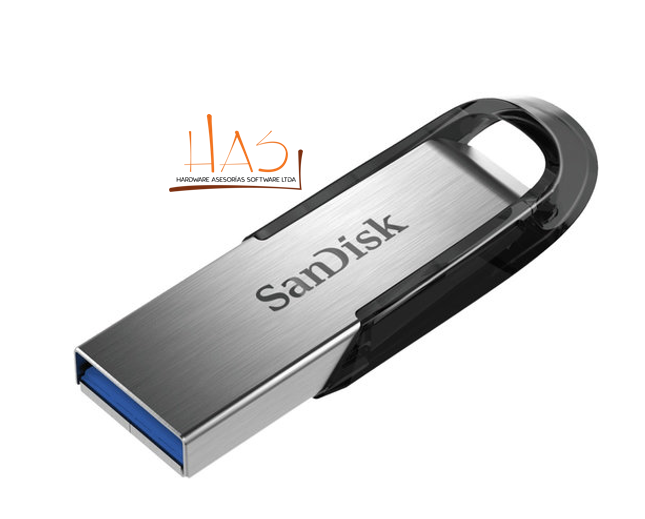 HAS
HARDWARE ASESORÍAS SOFTWARE LTDA
SanDisk